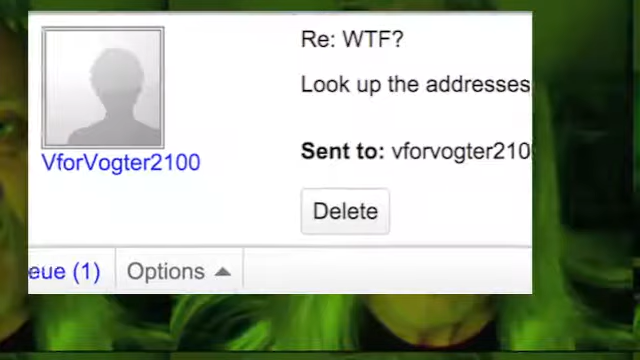 Re: WTF?
Look up the addresses
VforVogter2100
Sent to: vforvogter210
Delete
eue (1)
Options